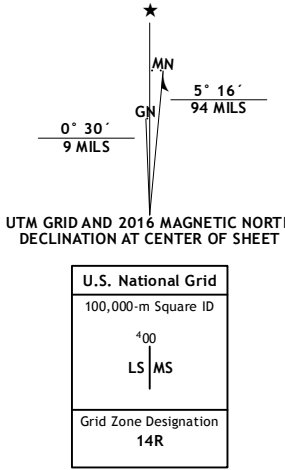 ★
MN
GN
5° 16´
94 MILS
0° 30´
9 MILS
UTM GRID AND 2016 MAGNETIC NORTH
DECLINATION AT CENTER OF SHEET
U.S. National Grid
100,000-m Square ID
⁴00
LS MS
Grid Zone Designation
14R